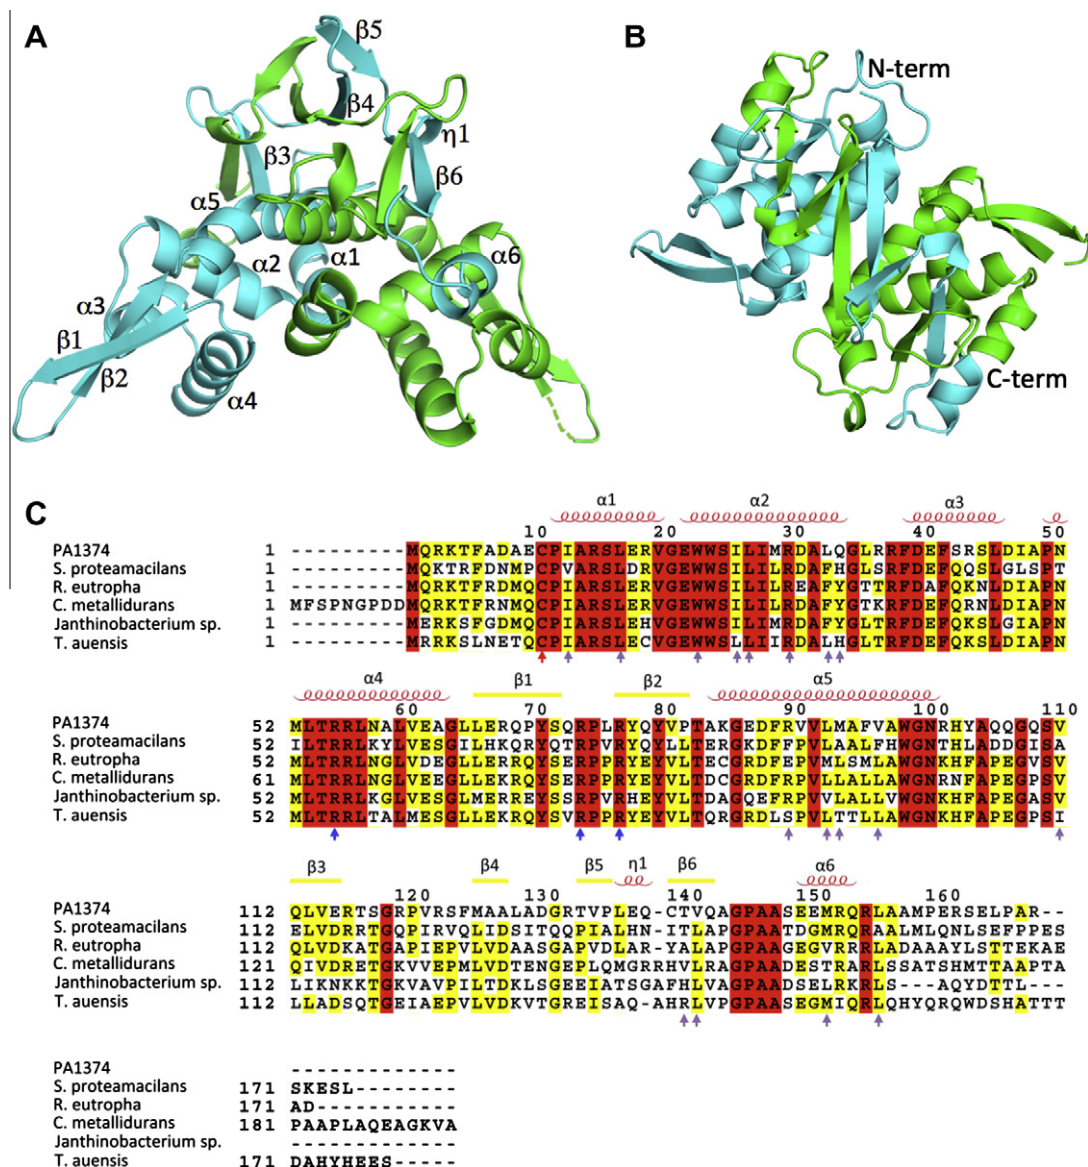 A
β5
β4
η1
β3
β6
α5
α2
α1
α6
α3
β1
β2
α4
B
N-term
C-term
C
α1 α2 α3
10 20 30 40 50
PA1374 1 ---------MQRKTFADAECPIARSLERVGEWWSILIMRDALQGLRRFDEFSRSLDIAPN
S. proteamacilans 1 ---------MQKTRFDNMPCPVARSLDRVGEWWSILILRDAFHGLSRFDEFQQSLGLSPT
R. eutropha 1 ---------MQRKTFRDMQCPIARSLERVGEWWSILILREAFYGTTRFDAFQKNLDIAPN
C. metallidurans 1 MFSPNGPDDMQRKTFRNMQCPIARSLERVGEWWSILILRDAFYGTKRFDEFQRNLDIAPN
Janthinobacterium sp. 1 ---------MERKSFGDMQCPIARSLEHVGEWWSILIMRDAFYGLTRFDEFQKSLGIAPN
T. auensis 1 ---------MRRKSLNETQCPIARSLECVGEWWSLLIIRDALHGLTRFDEFQKSLDIAPN
α4 β1 β2 α5
60 70 80 90 100 110
PA1374 52 MLTRRLNALVEAGLLERQPYSQRPLRYQYVPTAKGEDFRVVLMAFVAWGNRHYAQQGQSV
S. proteamacilans 52 ILTRRLKYLVESGILHKQRYQTRPVRYQYLLTERGKDFFPVLAALFHWGNTHLADDGISA
R. eutropha 52 MLTRRLNGLVDEGLLEKRQYSERPPRYEYVLTECGRDFEPVMLSMLAWGNRHFAPEGVSV
C. metallidurans 61 MLTRRLNGLVEEGLLEKRQYSERPPRYEYVLTDKGRDFRPVLLALLAWGNRNFAPEGVSV
Janthinobacterium sp. 52 MLTRRLKGLVESGLMERREYSSRPVRHEYVLTDAGQEFRPVVLALLVWGNKHFAPEGASV
T. auensis 52 MLTRRLTALMESGLLEKRQYSVRPPRYEYVLTQRGRDLSPVLTTLLAWGNKHFAPEGPSI
β3 β4 β5 η1 β6 α6
120 130 140 150 160
PA1374 112 QLVERTSGRPVRSFMAALADGRTVPLEQ-CTVQAGPAASEEMRQRLAAMPERSELPAR--
S. proteamacilans 112 ELVDRRTGQPIRVQLIDSITQQPIALHN-ITLAPGPAATDGMRQRAALMLQNLSEFPPES
R. eutropha 112 QLVDKATGAPIEPVLVDAASGAPVDLAR-YALAPGPAAGEGVRRRLADAAAYLSTTEKAE
C. metallidurans 121 QIVDRETGKVVEPMLVDTENGEPLQMGRRHVLRAGPAADESTRARLSSATSHMTTAAPTA
Janthinobacterium sp. 112 LIKNKKTGKVAVPILTDKLSGEEIATSGAFHLQAGPAASDSELRKRLS---AQYDTTL--
T. auensis 112 LLADSQTGEIAEPVLVDKVTGREISAQ-AHRLVPGPAASEGMIQRLQHYQRQWDSHATTT
PA1374 -------------
S. proteamacilans 171 SKESL--------
R. eutropha 171 AD-----------
C. metallidurans 181 PAAPLAQEAGKVA
Janthinobacterium sp. -------------
T. auensis 171 DAHYHEES-----